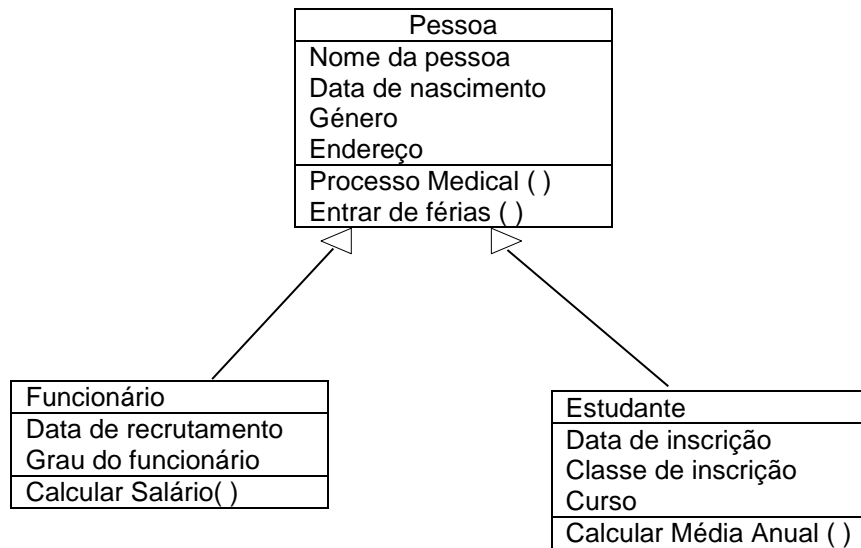 Pessoa
Nome da pessoa
Data de nascimento
Género
Endereço
Processo Medical ( )
Entrar de férias ( )
Funcionário
Data de recrutamento
Grau do funcionário
Calcular Salário( )
Estudante
Data de inscrição
Classe de inscrição
Curso
Calcular Média Anual ( )